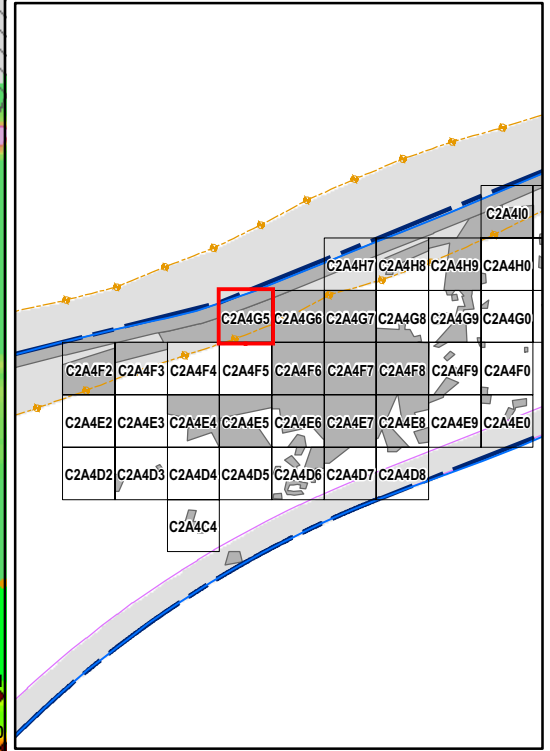 C2A4I0
C2A4H7 C2A4H8 C2A4H9 C2A4H0
C2A4G5 C2A4G6 C2A4G7 C2A4G8 C2A4G9 C2A4G0
C2A4F2 C2A4F3 C2A4F4 C2A4F5 C2A4F6 C2A4F7 C2A4F8 C2A4F9 C2A4F0
C2A4E2 C2A4E3 C2A4E4 C2A4E5 C2A4E6 C2A4E7 C2A4E8 C2A4E9 C2A4E0
C2A4D2 C2A4D3 C2A4D4 C2A4D5 C2A4D6 C2A4D7 C2A4D8
C2A4C4